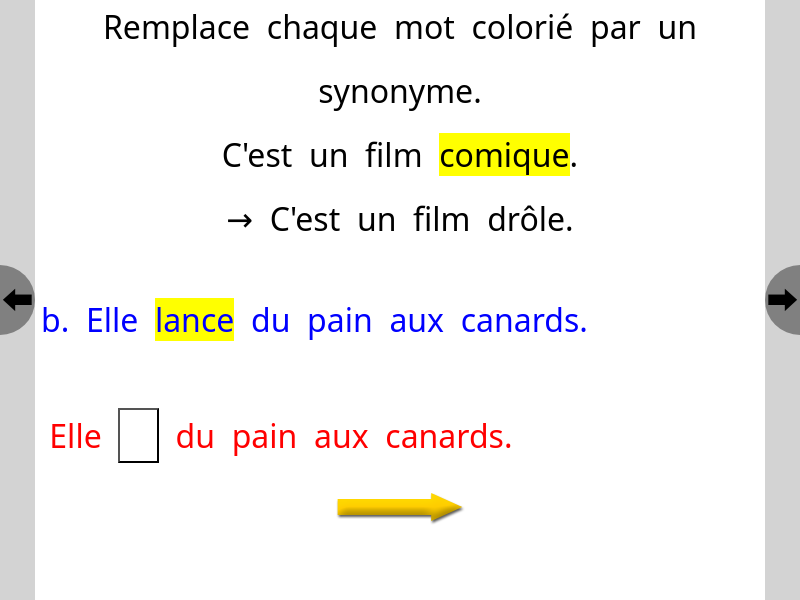 Remplace chaque mot colorié par un
synonyme.
C'est un film comique.
→ C'est un film drôle.
b. Elle lance du pain aux canards.
Elle du pain aux canards.